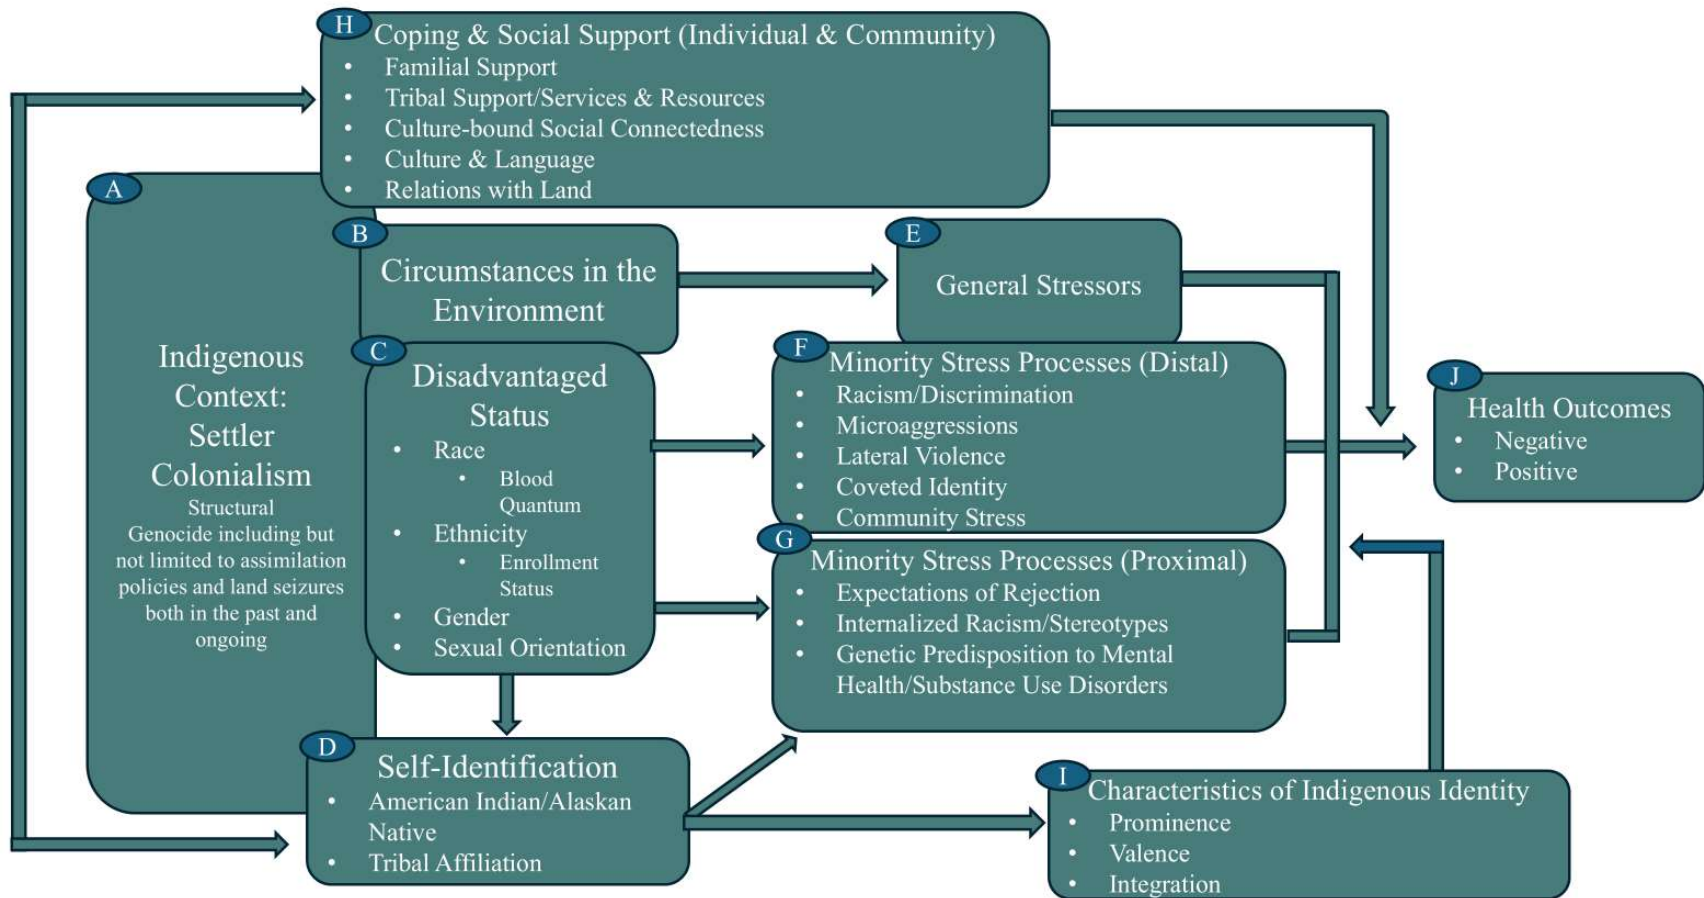 H
Coping & Social Support (Individual & Community)
• Familial Support
• Tribal Support/Services & Resources
• Culture-bound Social Connectedness
• Culture & Language
• Relations with Land
A
Indigenous
Context:
Settler
Colonialism
Structural
Genocide including but
not limited to assimilation
policies and land seizures
both in the past and
ongoing
B
Circumstances in the
Environment
C
Disadvantaged
Status
• Race
• Blood
Quantum
• Ethnicity
• Enrollment
Status
• Gender
• Sexual Orientation
D
Self-Identification
• American Indian/Alaskan
Native
• Tribal Affiliation
E
General Stressors
F
Minority Stress Processes (Distal)
• Racism/Discrimination
• Microaggressions
• Lateral Violence
• Coveted Identity
• Community Stress
G
Minority Stress Processes (Proximal)
• Expectations of Rejection
• Internalized Racism/Stereotypes
• Genetic Predisposition to Mental
Health/Substance Use Disorders
I
Characteristics of Indigenous Identity
• Prominence
• Valence
• Integration
J
Health Outcomes
• Negative
• Positive